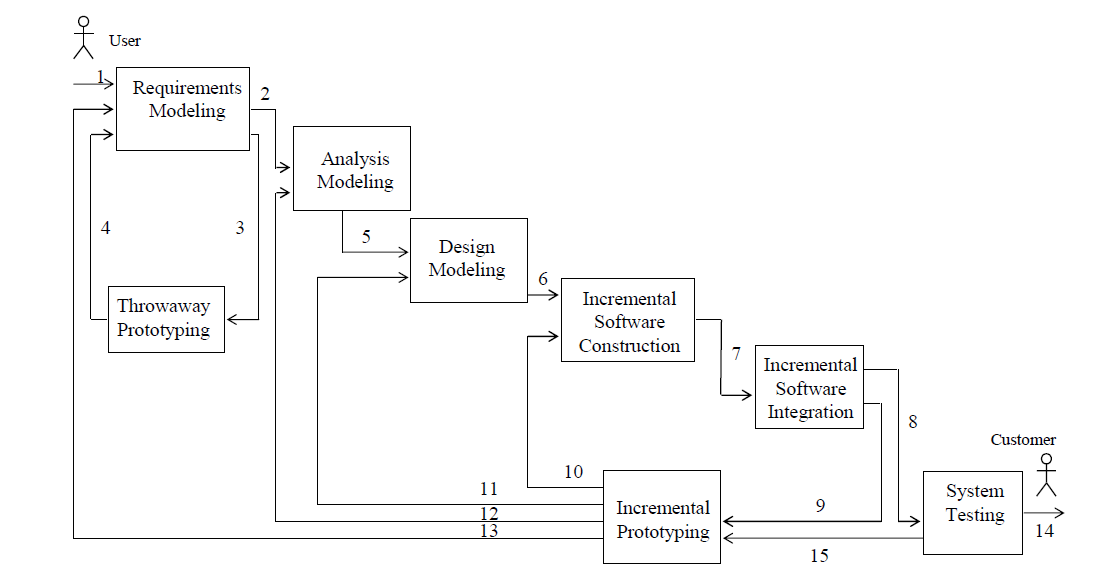 User
1
Requirements
Modeling
2
Analysis
Modeling
4
3
5
Design
Modeling
6
Throwaway
Prototyping
Incremental
Software
Construction
7
Incremental
Software
Integration
8
Customer
10
11
12
13
Incremental
Prototyping
9
15
System
Testing
14